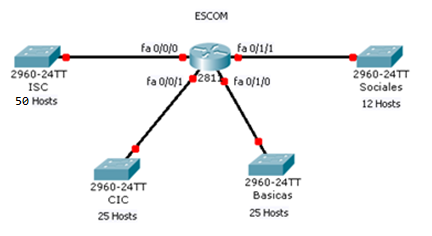 ESCOM
fa 0/0/0
fa 0/1/1
2960-24TT
ISC
50 Hosts
fa 0/0/1
2811
fa 0/1/0
2960-24TT
Sociales
12 Hosts
2960-24TT
CIC
25 Hosts
2960-24TT
Basicas
25 Hosts